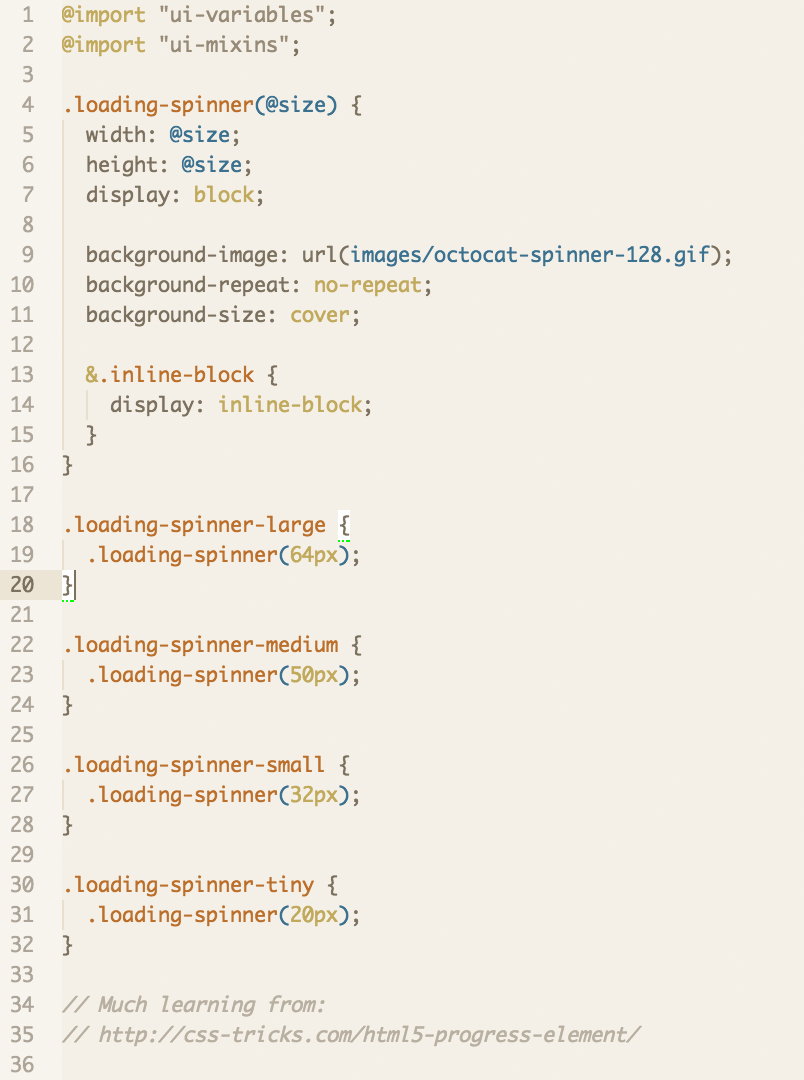 1 @import "ui-variables";
2 @import "ui-mixins";
3
4 .loading-spinner(@size) {
5   width: @size;
6   height: @size;
7   display: block;
8
9   background-image: url(images/octocat-spinner-128.gif);
10   background-repeat: no-repeat;
11   background-size: cover;
12
13   &.inline-block {
14     display: inline-block;
15   }
16 }
17
18 .loading-spinner-large {
19   .loading-spinner(64px);
20 }
21
22 .loading-spinner-medium {
23   .loading-spinner(50px);
24 }
25
26 .loading-spinner-small {
27   .loading-spinner(32px);
28 }
29
30 .loading-spinner-tiny {
31   .loading-spinner(20px);
32 }
33
34 // Much learning from:
35 // http://css-tricks.com/html5-progress-element/
36